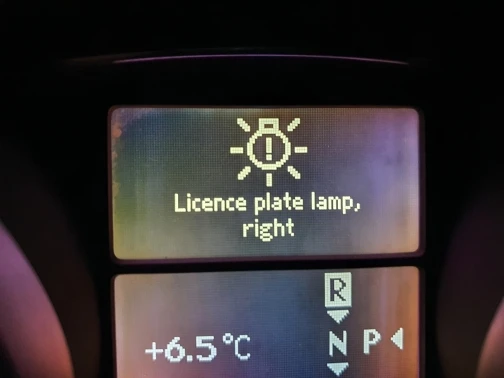 Licence plate lamp,
right
R
+6.5°C
N P